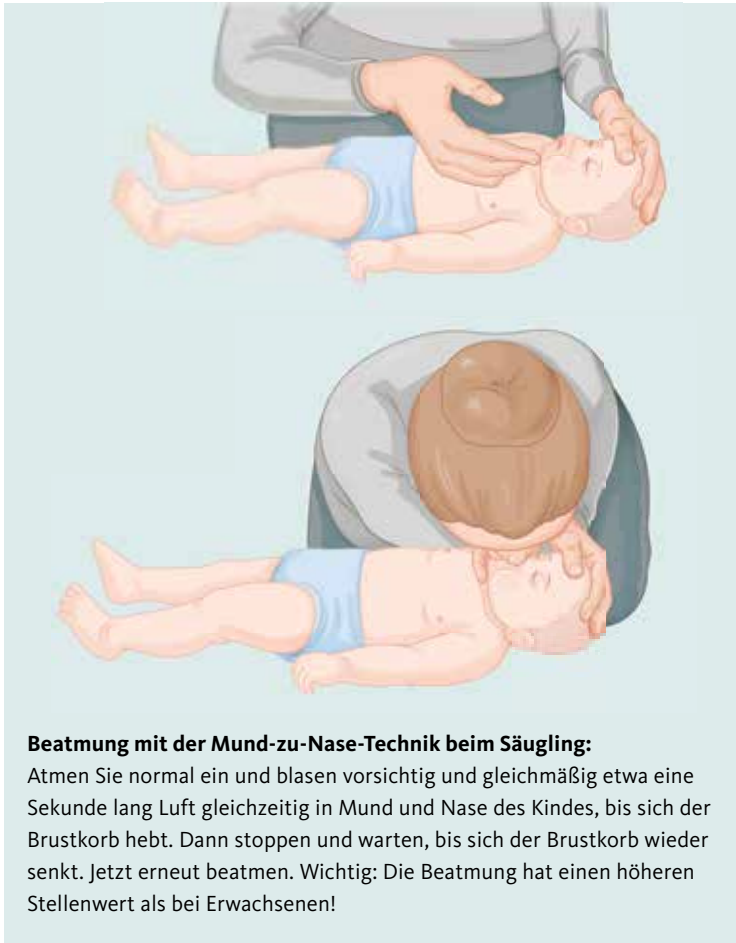 Beatmung mit der Mund-zu-Nase-Technik beim Säugling:
Atmen Sie normal ein und blasen vorsichtig und gleichmäßig etwa eine
Sekunde lang Luft gleichzeitig in Mund und Nase des Kindes, bis sich der
Brustkorb hebt. Dann stoppen und warten, bis sich der Brustkorb wieder
senkt. Jetzt erneut beatmen. Wichtig: Die Beatmung hat einen höheren
Stellenwert als bei Erwachsenen!